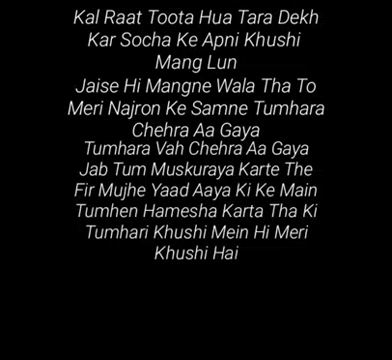 Kal Raat Toota Hua Tara Dekh
Kar Socha Ke Apni Khushi
Mang Lun
Jaise Hi Mangne Wala Tha To
Meri Najron Ke Samne Tumhara
Chehra Aa Gaya
Tumhara Vah Chehra Aa Gaya
Jab Tum Muskuraya Karte The
Fir Mujhe Yaad Aaya Ki Ke Main
Tumhen Hamesha Karta Tha Ki
Tumhari Khushi Mein Hi Meri
Khushi Hai